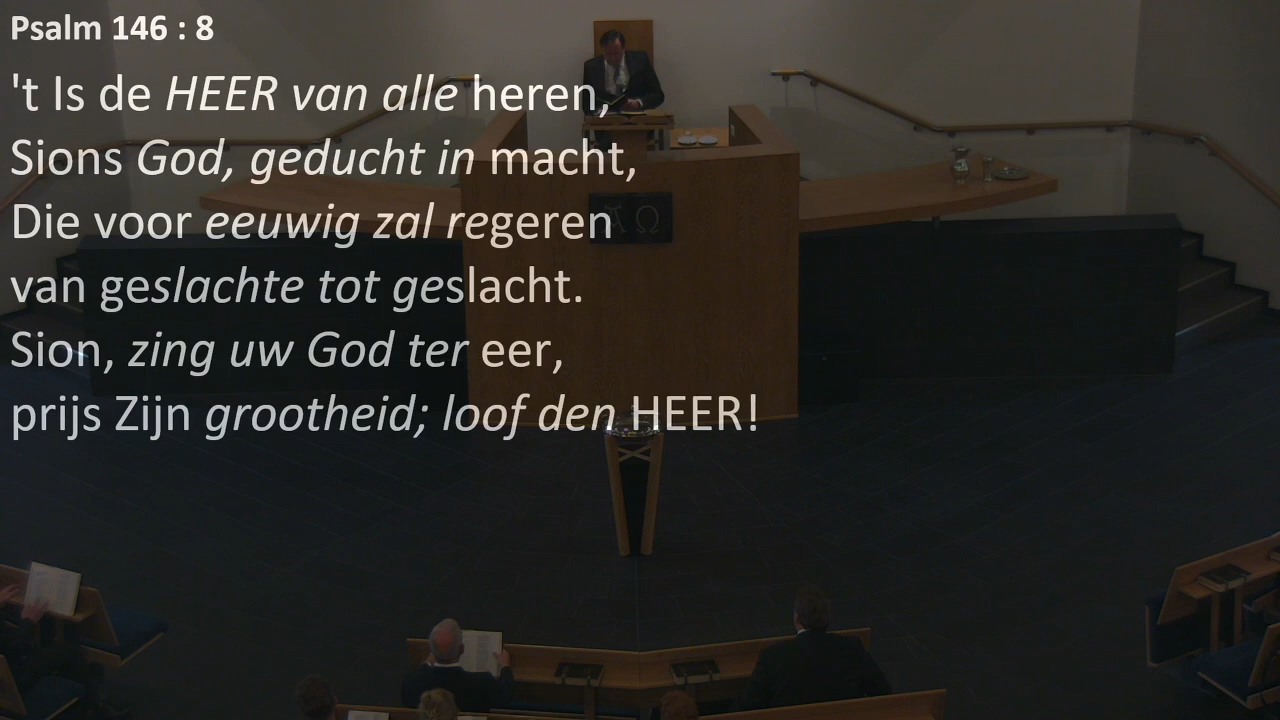 Psalm 146 : 8
't Is de HEER van alle heren,
Sions God, geducht in macht,
Die voor eeuwig zal regeren
van geslachte tot geslacht.
Sion, zing uw God ter eer,
prijs Zijn grootheid; loof den HEER!
Α Ω